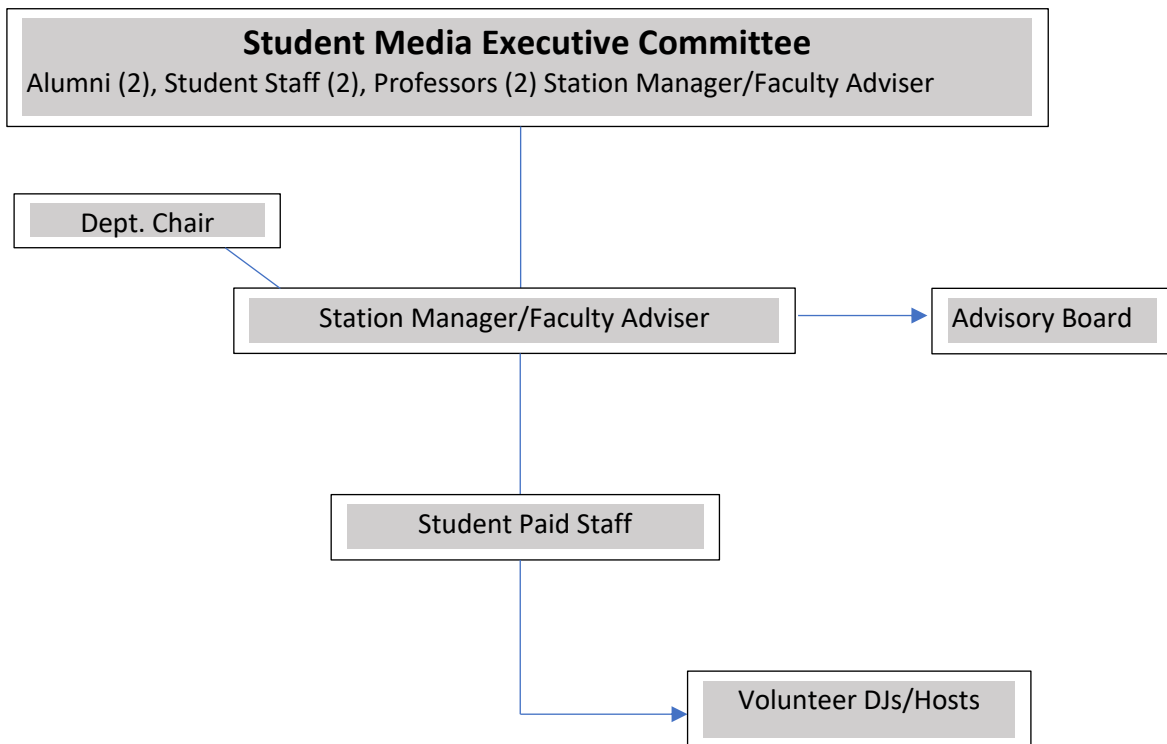 Student Media Executive Committee
Alumni (2), Student Staff (2), Professors (2) Station Manager/Faculty Adviser
Dept. Chair
Station Manager/Faculty Adviser
Advisory Board
Student Paid Staff
Volunteer DJs/Hosts